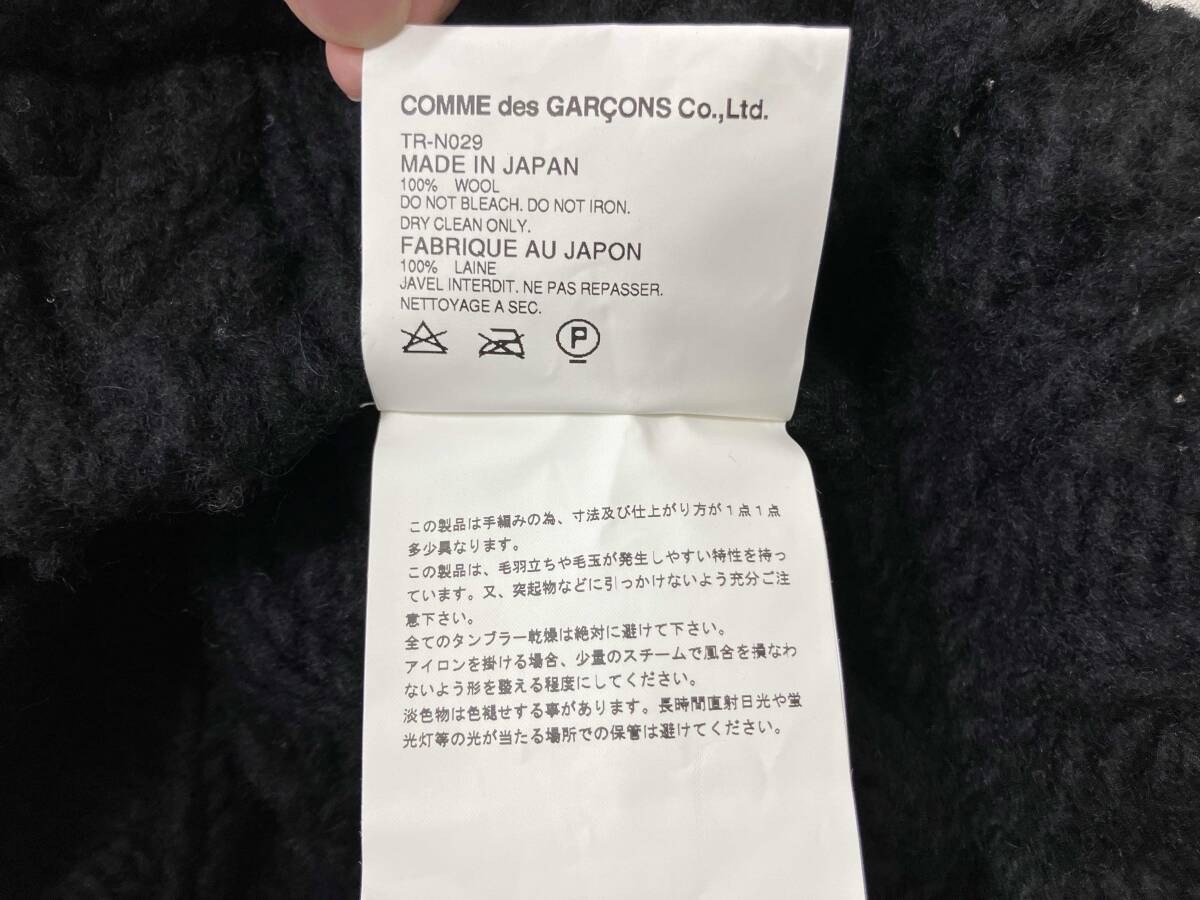 COMME des GARÇONS Co.,Ltd.
TR-N029
MADE IN JAPAN
100% WOOL
DO NOT BLEACH. DO NOT IRON.
DRY CLEAN ONLY.
FABRIQUE AU JAPON
100% LAINE
JAVEL INTERDIT. NE PAS REPASSER.
NETTOYAGE A SEC.
P
この製品は手編みの為、寸法及び仕上がり方が1点1点
多少異なります。
この製品は、毛羽立ちや毛玉が発生しやすい特性を持っ
ています。又、突起物などに引っかけないよう充分ご注
意下さい。
全てのタンブラー乾燥は絶対に避けて下さい。
アイロンを掛ける場合、少量のスチームで風合を損なわ
ないよう形を整える程度にしてください。
淡色物は色褪せする事があります。長時間直射日光や蛍
光灯等の光が当たる場所での保管は避けてください。